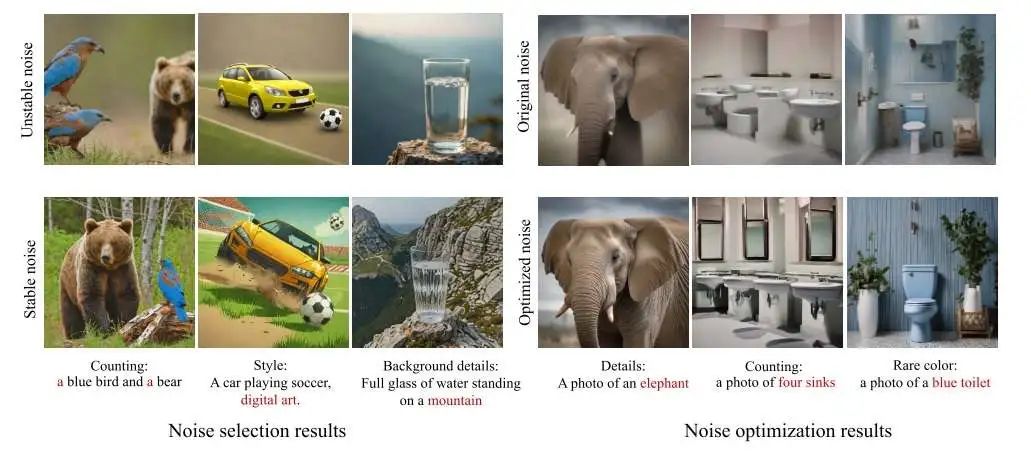 Unstable noise
Original noise
Stable noise
Optimized noise
Counting:
a blue bird and a bear
Style:
A car playing soccer,
digital art.
Background details:
Full glass of water standing
on a mountain
Details:
A photo of an elephant
Counting:
a photo of four sinks
Rare color:
a photo of a blue toilet
Noise selection results
Noise optimization results